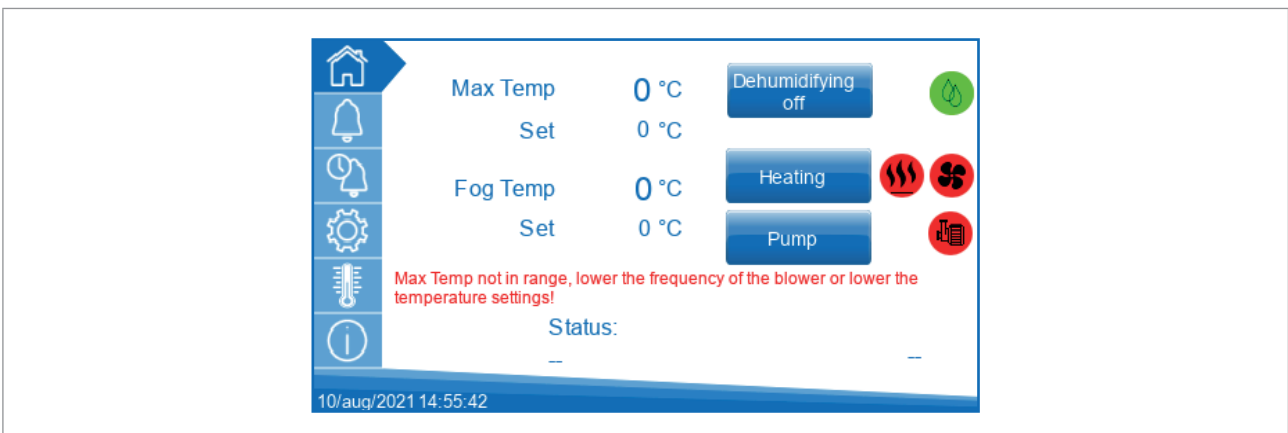 Max Temp 0 °C
Dehumidifying
off
Set 0 °C
Fog Temp 0 °C
Heating
Set 0 °C
Pump
Max Temp not in range, lower the frequency of the blower or lower the
temperature settings!
Status:
-- --
10/aug/2021 14:55:42